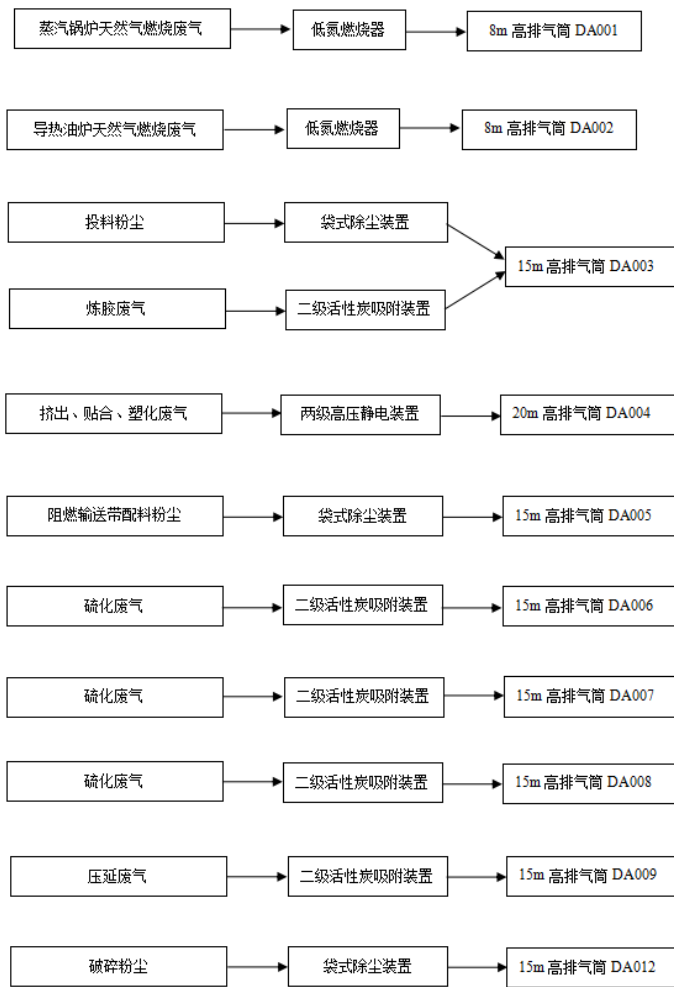 蒸汽锅炉天然气燃烧废气
低氮燃烧器
8m 高排气筒 DA001
导热油炉天然气燃烧废气
低氮燃烧器
8m 高排气筒 DA002
投料粉尘
袋式除尘装置
15m 高排气筒 DA003
炼胶废气
二级活性炭吸附装置
挤出、贴合、塑化废气
两级高压静电装置
20m 高排气筒 DA004
阻燃输送带配料粉尘
袋式除尘装置
15m 高排气筒 DA005
硫化废气
二级活性炭吸附装置
15m 高排气筒 DA006
硫化废气
二级活性炭吸附装置
15m 高排气筒 DA007
硫化废气
二级活性炭吸附装置
15m 高排气筒 DA008
压延废气
二级活性炭吸附装置
15m 高排气筒 DA009
破碎粉尘
袋式除尘装置
15m 高排气筒 DA012